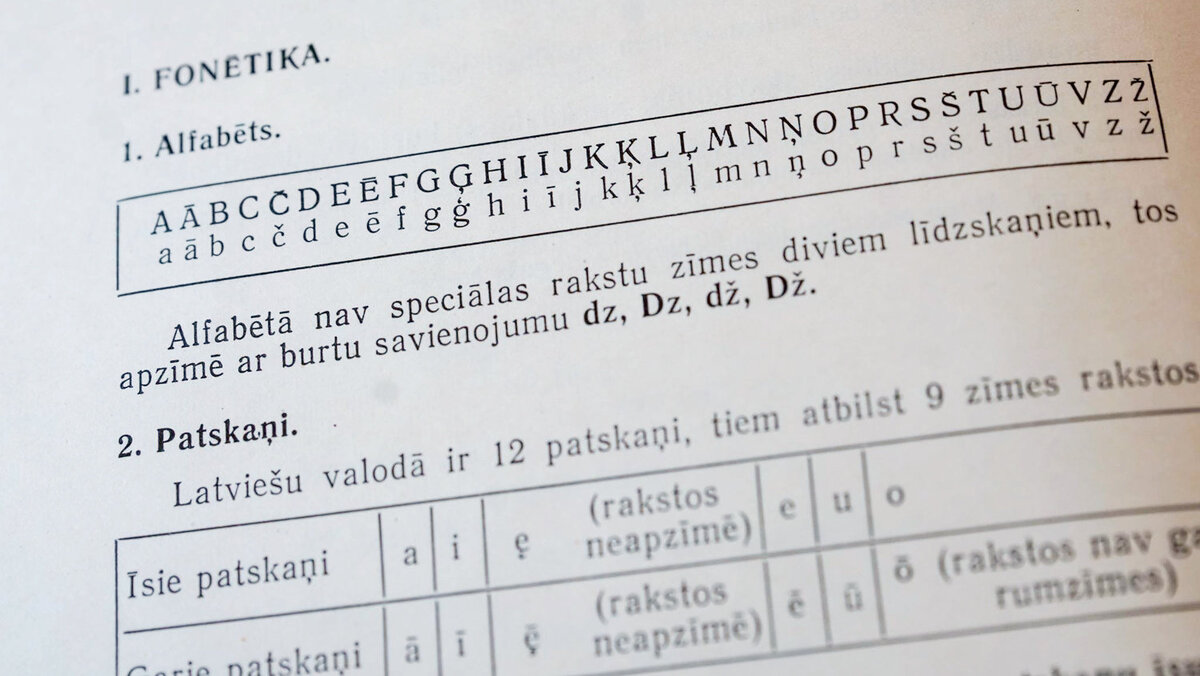 I. FONĒTIKA.
1. Alfabēts.
A Ā B C Č D E Ē F G Ģ H I Ī J K Ķ L Ļ M N Ņ O P R S Š T U Ū V Z Ž
a ā b c č d e ē f g ģ h i ī j k ķ l ļ m n ņ o p r s š t u ū v z ž
Alfabētā nav speciālas rakstu zīmes diviem līdzskaņiem, tos
apzīmē ar burtu savienojumu dz, Dz, dž, Dž.
2. Patskaņi.
Latviešu valodā ir 12 patskaņi, tiem atbilst 9 zīmes rakstos
Īsie patskaņi a i ę (rakstos neapzīmē) e u o
Garie patskaņi ā ī ę̄ (rakstos neapzīmē) ē ū ō (rakstos nav ga
rumzīmes)